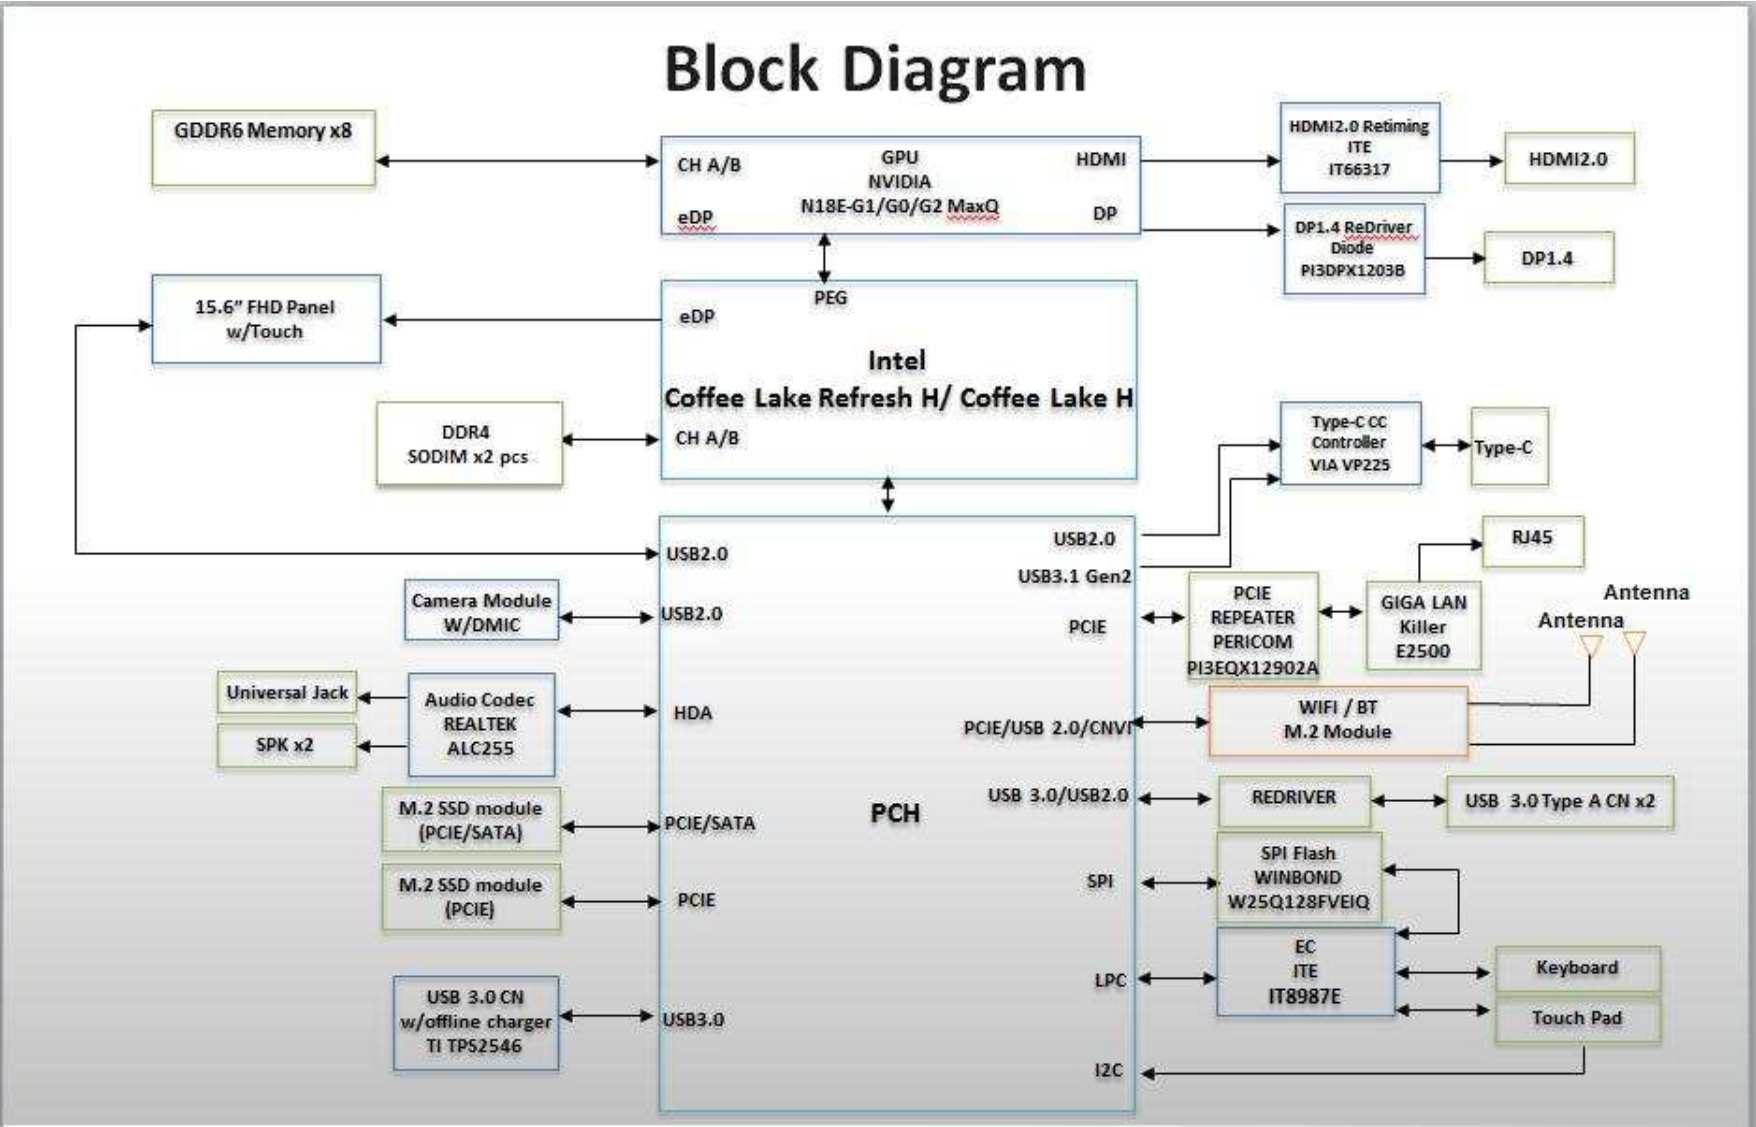 Block Diagram
GDDR6 Memory x8
CH A/B
eDP
GPU
NVIDIA
N18E-G1/G0/G2 MaxQ
HDMI
DP
HDMI2.0 Retiming
ITE
IT66317
HDMI2.0
DP1.4 ReDriver
Diode
PI3DPX1203B
DP1.4
15.6” FHD Panel
w/Touch
eDP
PEG
Intel
Coffee Lake Refresh H/ Coffee Lake H
CH A/B
DDR4
SODIM x2 pcs
Type-C CC
Controller
VIA VP225
Type-C
USB2.0
USB2.0
USB3.1 Gen2
RJ45
Camera Module
W/DMIC
USB2.0
PCIE
PCIE
REPEATER
PERICOM
PI3EQX12902A
GIGA LAN
Killer
E2500
Antenna
Antenna
Universal Jack
SPK x2
Audio Codec
REALTEK
ALC255
HDA
PCIE/USB 2.0/CNVI
WIFI / BT
M.2 Module
M.2 SSD module
(PCIE/SATA)
PCIE/SATA
PCH
USB 3.0/USB2.0
REDRIVER
USB 3.0 Type A CN x2
M.2 SSD module
(PCIE)
PCIE
SPI
SPI Flash
WINBOND
W25Q128FVEIQ
USB 3.0 CN
w/offline charger
TI TPS2546
USB3.0
LPC
EC
ITE
IT8987E
Keyboard
Touch Pad
I2C